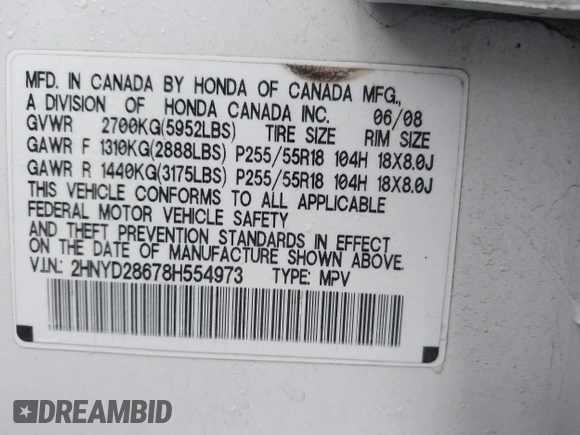 MFD. IN CANADA BY HONDA OF CANADA MFG.,
A DIVISION OF HONDA CANADA INC. 06/08
GVWR 2700KG(5952LBS) TIRE SIZE RIM SIZE
GAWR F 1310KG(2888LBS) P255/55R18 104H 18X8.0J
GAWR R 1440KG(3175LBS) P255/55R18 104H 18X8.0J
THIS VEHICLE CONFORMS TO ALL APPLICABLE
FEDERAL MOTOR VEHICLE SAFETY
AND THEFT PREVENTION STANDARDS IN EFFECT
ON THE DATE OF MANUFACTURE SHOWN ABOVE.
V.I.N.: 2HNYD28678H554973 TYPE: MPV
DREAMBID